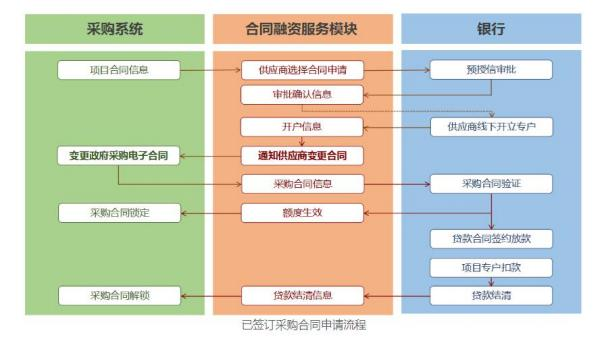 采购系统
合同融资服务模块
银行
项目合同信息
供应商选择合同申请
预授信审批
审批确认信息
开户信息
供应商线下开立专户
变更政府采购电子合同
通知供应商变更合同
采购合同信息
采购合同验证
采购合同锁定
额度生效
贷款合同签约放款
项目专户扣款
采购合同解锁
贷款结清信息
贷款结清
已签订采购合同申请流程